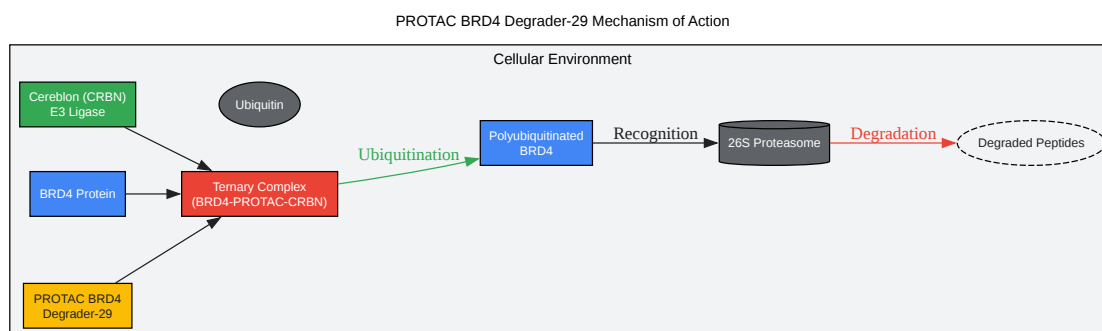 PROTAC BRD4 Degrader-29 Mechanism of Action
Cellular Environment
Cereblon (CRBN)
E3 Ligase
Ubiquitin
BRD4 Protein
Ternary Complex
(BRD4-PROTAC-CRBN)
PROTAC BRD4
Degrader-29
Ubiquitination
Polyubiquitinated
BRD4
Recognition
26S Proteasome
Degradation
Degraded Peptides